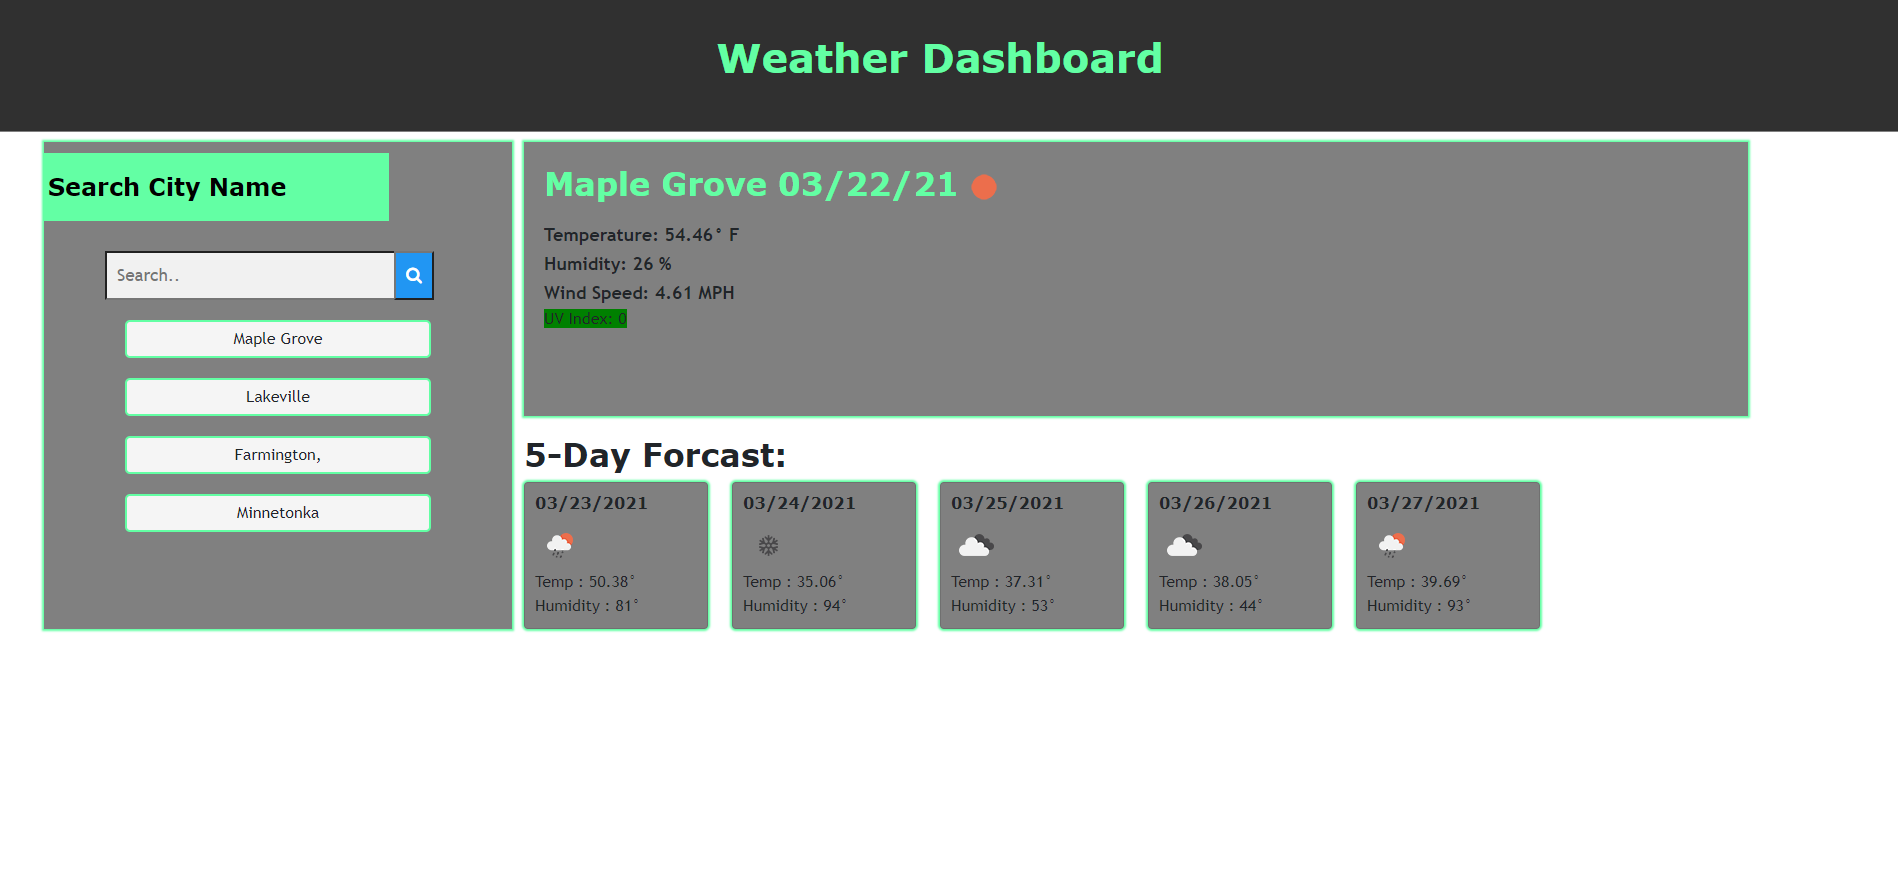 Weather Dashboard
Search City Name
Search..
Maple Grove
Lakeville
Farmington,
Minnetonka
Maple Grove 03/22/21
Temperature: 54.46° F
Humidity: 26 %
Wind Speed: 4.61 MPH
UV Index: 0
5-Day Forcast:
03/23/2021
Temp : 50.38°
Humidity : 81°
03/24/2021
Temp : 35.06°
Humidity : 94°
03/25/2021
Temp : 37.31°
Humidity : 53°
03/26/2021
Temp : 38.05°
Humidity : 44°
03/27/2021
Temp : 39.69°
Humidity : 93°